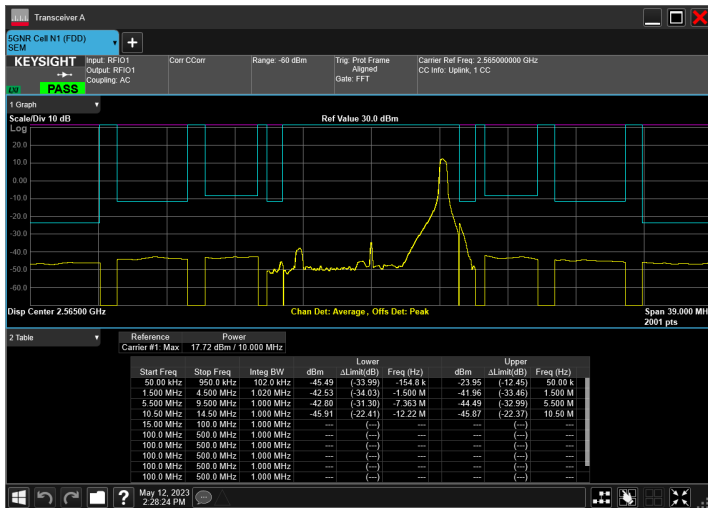 Transceiver A
5GNR Cell N1 (FDD)
SEM
KEYSIGHT
LXI
PASS
Input: RFIO1
Output: RFIO1
Coupling: AC
Corr CCorr
Range: -60 dBm
Trig: Prot Frame
Aligned
Gate: FFT
Carrier Ref Freq: 2.565000000 GHz
CC Info: Uplink, 1 CC
1 Graph
Scale/Div 10 dB Ref Value 30.0 dBm
Log
20.0
10.0
0.00
-10.0
-20.0
-30.0
-40.0
-50.0
-60.0
Disp Center 2.56500 GHz Chan Det: Average, Offs Det: Peak Span 39.000 MH
2001 pts
2 Table
Reference Power
Carrier #1: Max 17.72 dBm / 10.000 MHz
Lower Upper
Start Freq Stop Freq Integ BW dBm ΔLimit(dB) Freq (Hz) dBm ΔLimit(dB) Freq (Hz)
50.00 kHz 950.0 kHz 102.0 kHz -45.49 (-33.99) -154.8 k -23.95 (-12.45) 50.00 k
1.500 MHz 4.500 MHz 1.020 MHz -42.53 (-34.03) -1.500 M -41.96 (-33.46) 1.500 M
5.500 MHz 9.500 MHz 1.000 MHz -42.80 (-31.30) -7.363 M -44.49 (-32.99) 5.500 M
10.50 MHz 14.50 MHz 1.000 MHz -45.91 (-22.41) -12.22 M -45.87 (-22.37) 10.50 M
15.00 MHz 100.0 MHz 1.000 MHz --- (---) --- --- (---) ---
100.0 MHz 500.0 MHz 1.000 MHz --- (---) --- --- (---) ---
100.0 MHz 500.0 MHz 1.000 MHz --- (---) --- --- (---) ---
100.0 MHz 500.0 MHz 1.000 MHz --- (---) --- --- (---) ---
100.0 MHz 500.0 MHz 1.000 MHz --- (---) --- --- (---) ---
100.0 MHz 500.0 MHz 1.000 MHz --- (---) --- --- (---) ---
?
May 12, 2023
2:28:24 PM